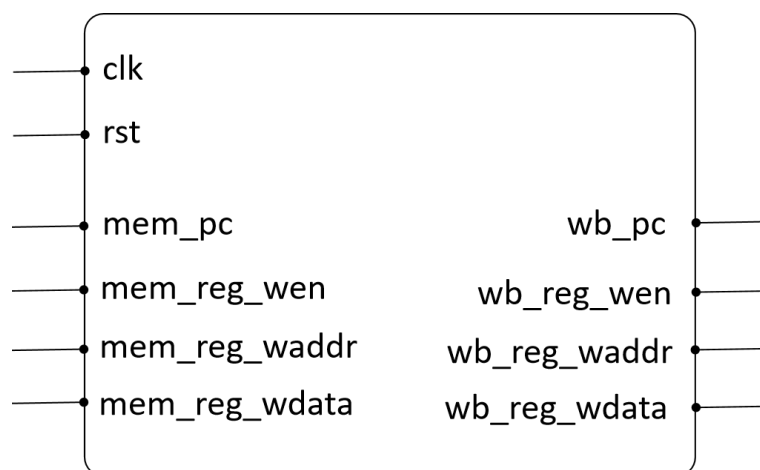 clk
rst
mem_pc
wb_pc
mem_reg_wen
wb_reg_wen
mem_reg_waddr
wb_reg_waddr
mem_reg_wdata
wb_reg_wdata